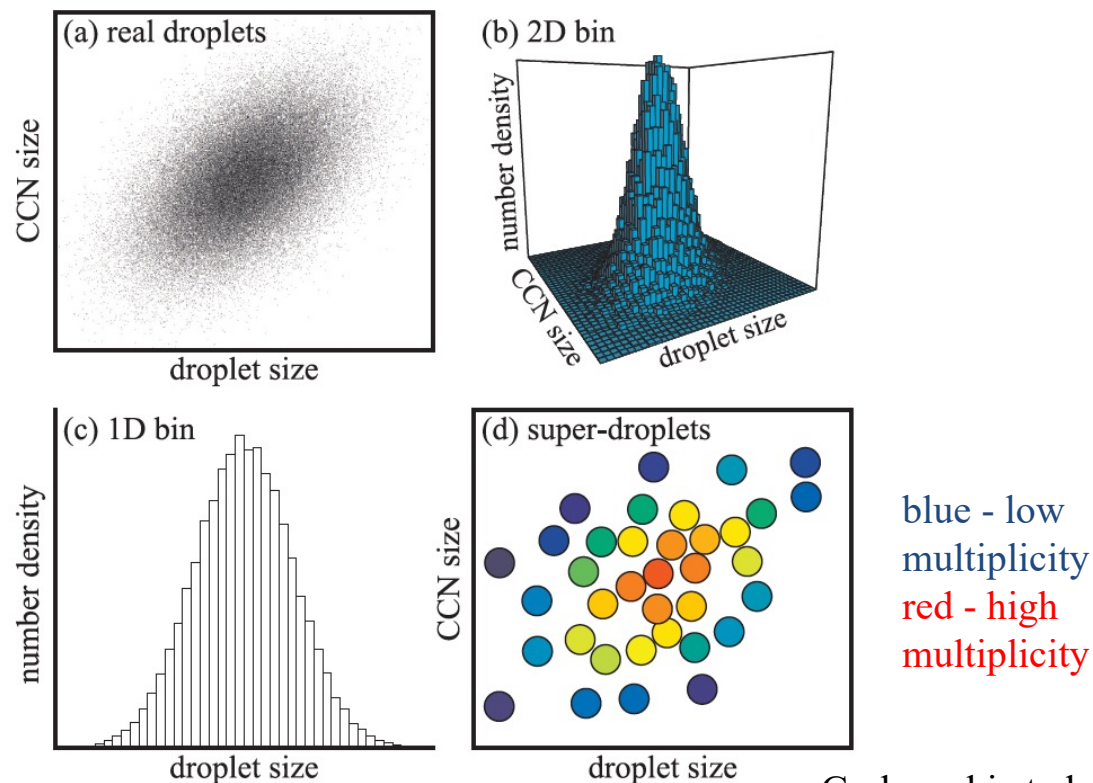 (a) real droplets
CCN size
droplet size
(b) 2D bin
number density
CCN size
droplet size
(c) 1D bin
number density
droplet size
(d) super-droplets
CCN size
droplet size
blue - low
multiplicity
red - high
multiplicity